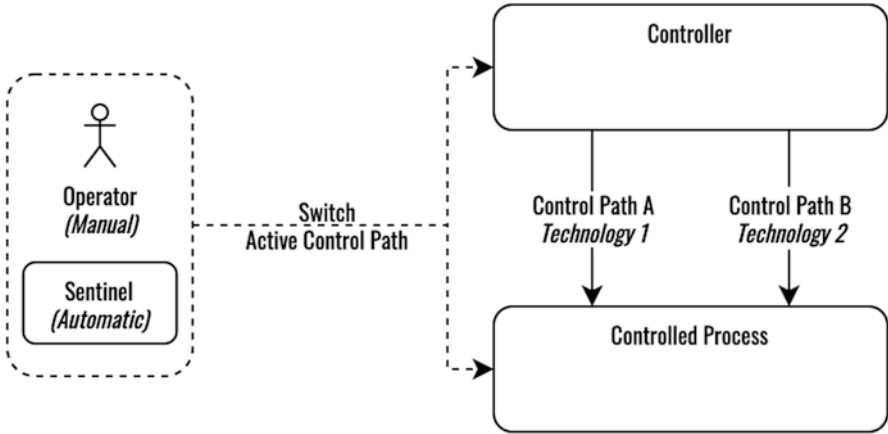 Controller
Operator
(Manual)
Sentinel
(Automatic)
Switch
Active Control Path
Control Path A
Technology 1
Control Path B
Technology 2
Controlled Process